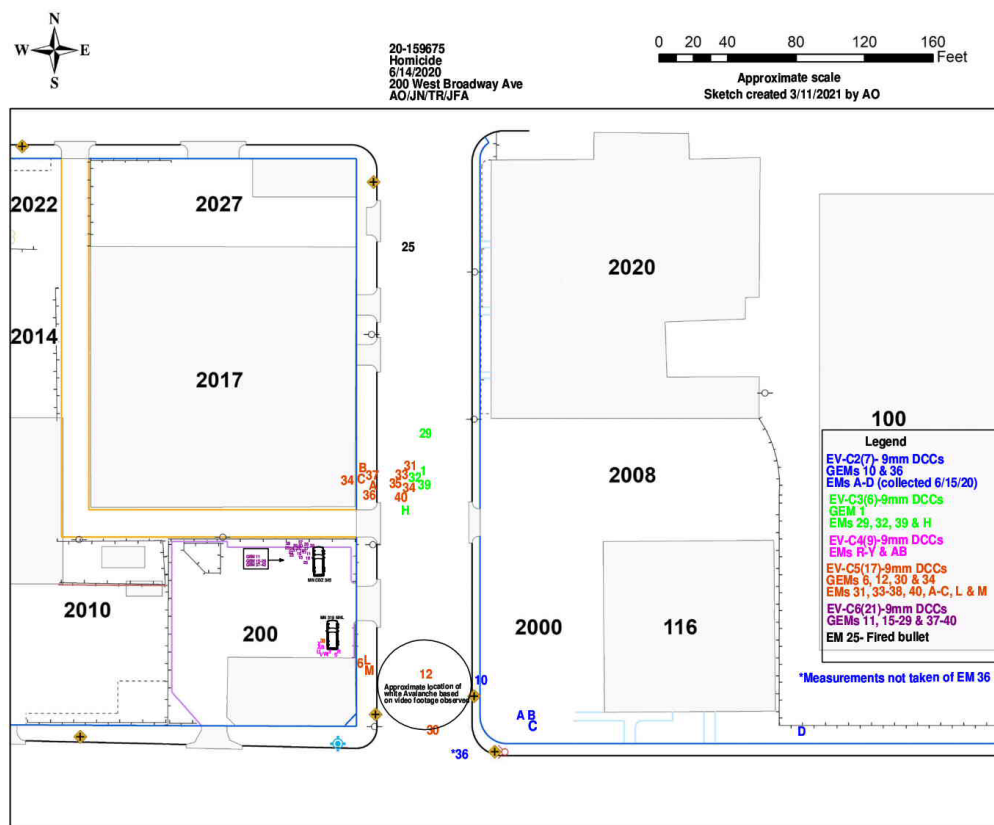 N
W E
S
20-159675
Homicide
6/14/2020
200 West Broadway Ave
AO/JN/TR/JFA
0 20 40 80 120 160
Feet
Approximate scale
Sketch created 3/11/2021 by AO
2022
2027
25
2020
2014
2017
100
29
B
31
34 C 37 33 1
32
A 35 34 39
36 40
H
2008
Legend
EV-C2(7)- 9mm DCCs
GEMs 10 & 36
EMs A-D (collected 6/15/20)
EV-C3(6)-9mm DCCs
GEM 1
EMs 29, 32, 39 & H
EV-C4(9)-9mm DCCs
EMs R-Y & AB
EV-C5(17)-9mm DCCs
GEMs 6, 12, 30 & 34
EMs 31, 33-38, 40, A-C, L & M
EV-C6(21)-9mm DCCs
GEMs 11, 15-29 & 37-40
EM 25- Fired bullet
*Measurements not taken of EM 36
2010
200
2000
116
6 L
M
12
Approximate location of
white Avalanche based
on video footage observed
10
A B
C
30
*36
D